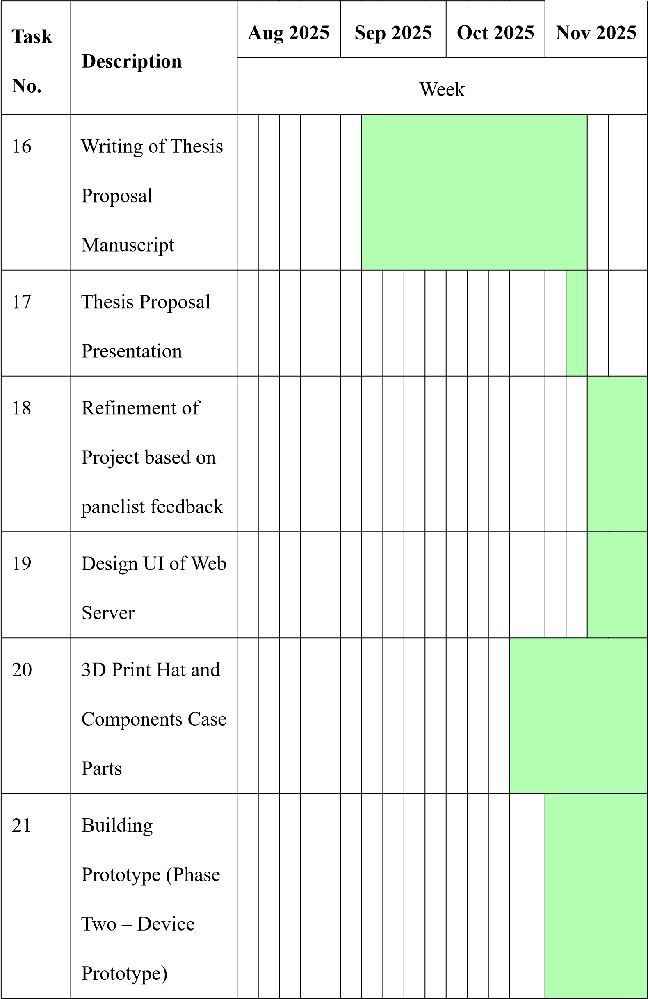 Task
No.
Description
Aug 2025
Sep 2025
Oct 2025
Nov 2025
Week
16
Writing of Thesis
Proposal
Manuscript
17
Thesis Proposal
Presentation
18
Refinement of
Project based on
panelist feedback
19
Design UI of Web
Server
20
3D Print Hat and
Components Case
Parts
21
Building
Prototype (Phase
Two – Device
Prototype)